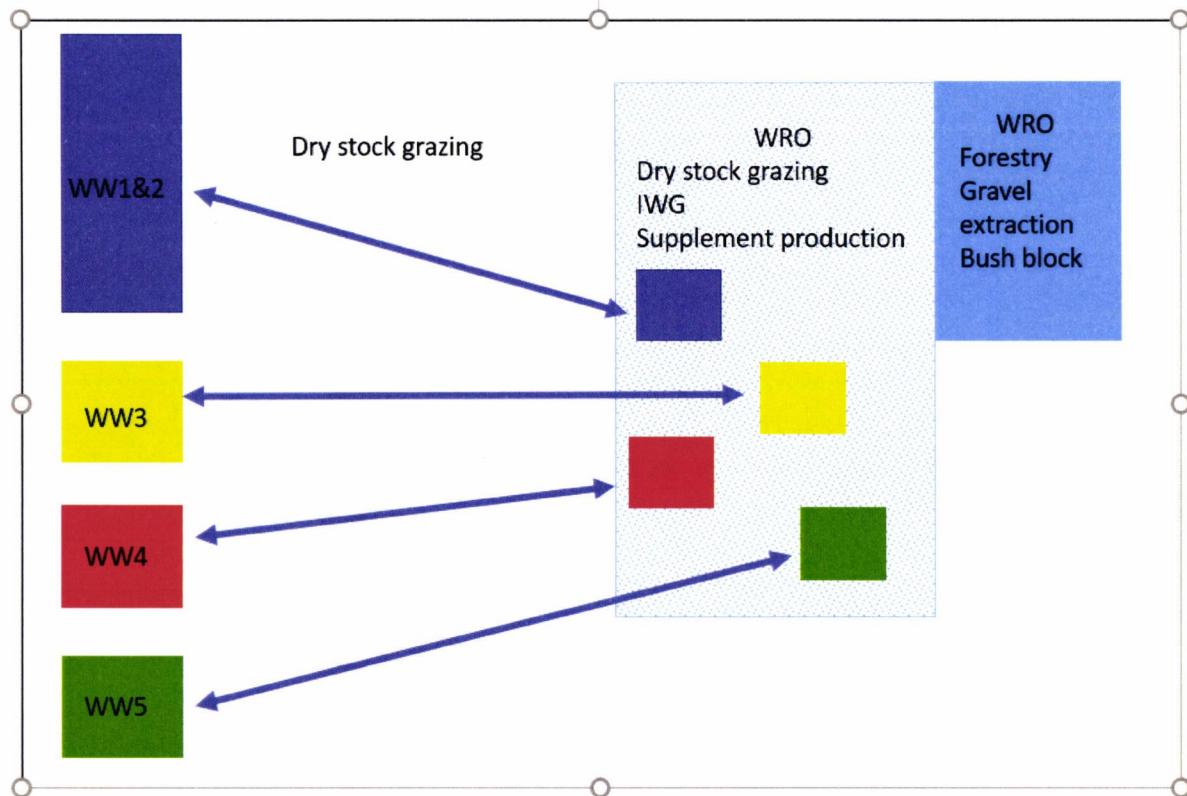 WW1&2
Dry stock grazing
WRO
Dry stock grazing
IWG
Supplement production
WRO
Forestry
Gravel
extraction
Bush block
WW3
WW4
WW5